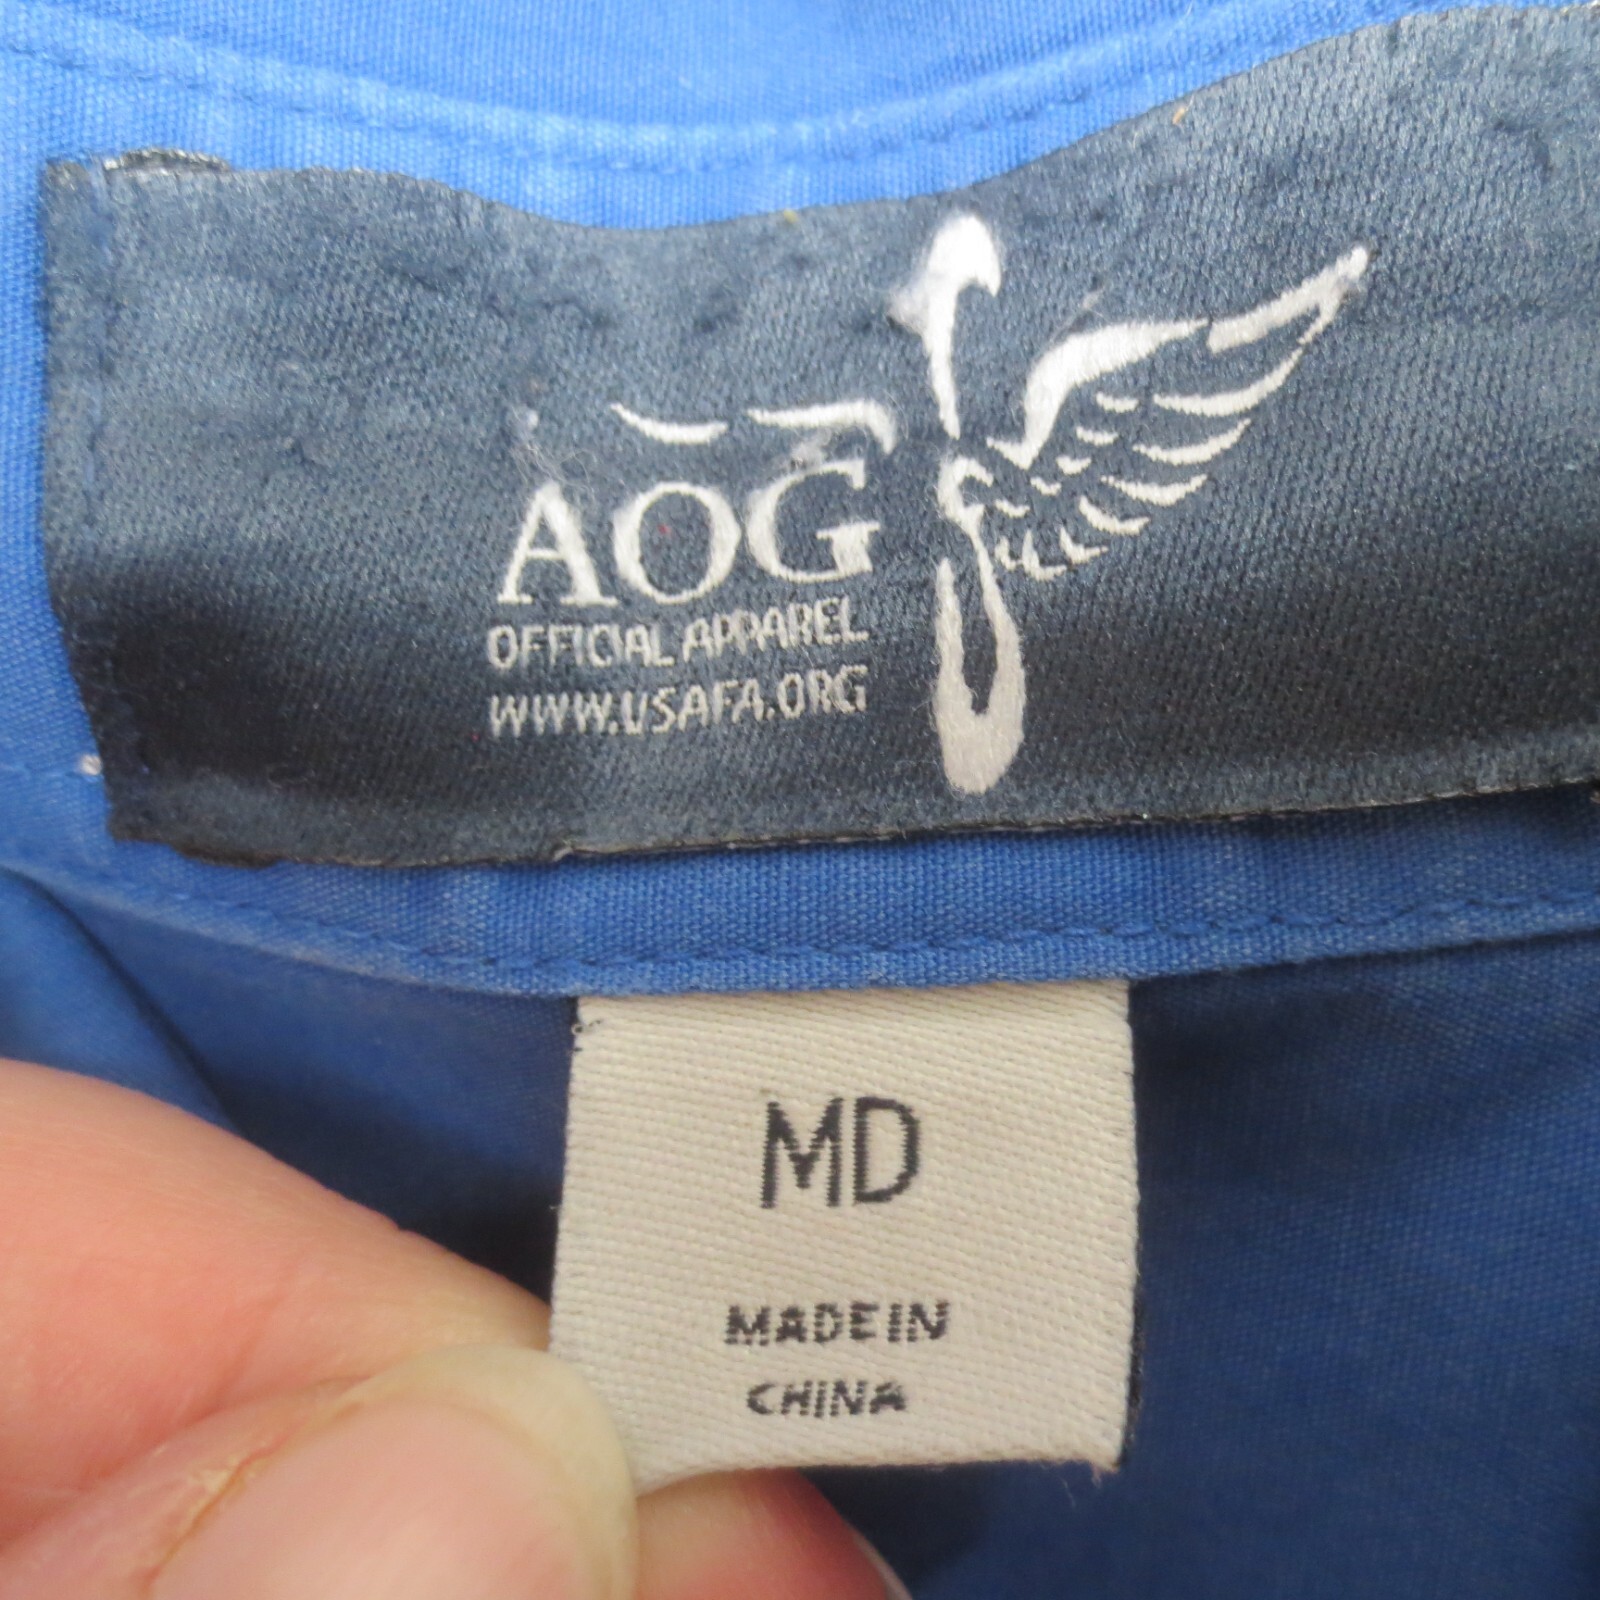 AOG
OFFICIAL APPAREL
WWW.USAFA.ORG
MD
MADE IN
CHINA